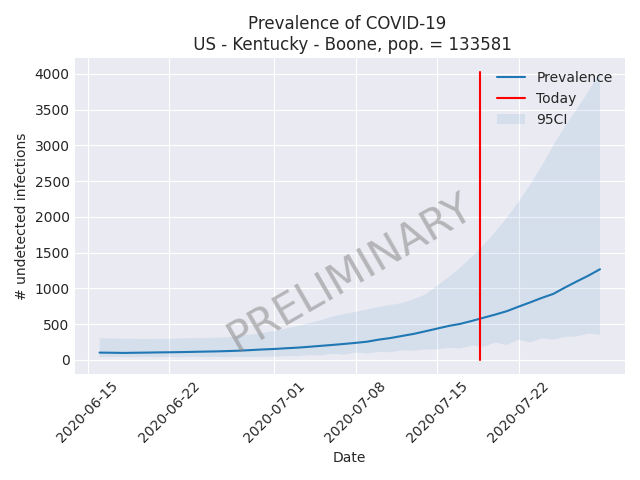 Prevalence of COVID-19
US - Kentucky - Boone, pop. = 133581
4000
3500
3000
2500
2000
1500
1000
500
0
# undetected infections
Prevalence
Today
95CI
PRELIMINARY
2020-06-15
2020-06-22
2020-07-01
2020-07-08
2020-07-15
2020-07-22
Date